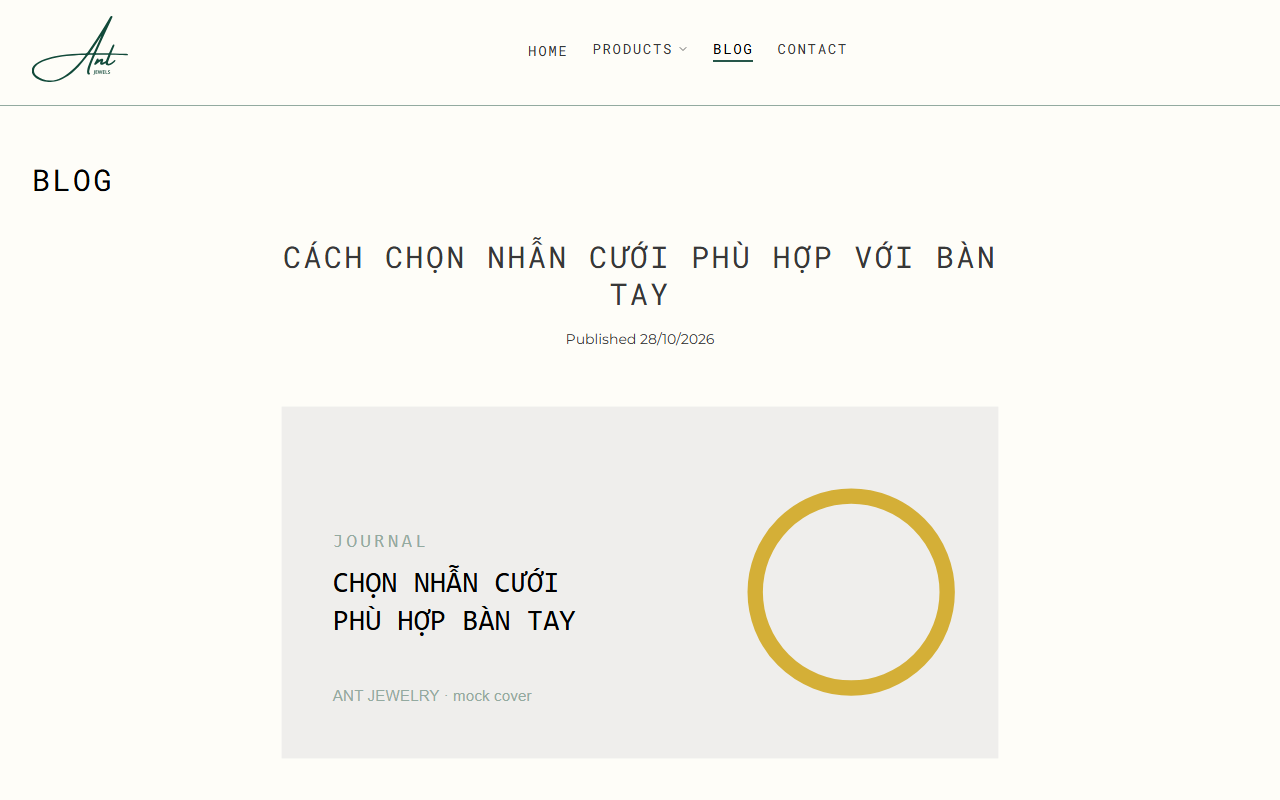 Ant
JEWELS
HOME PRODUCTS BLOG CONTACT
BLOG
CÁCH CHỌN NHẪN CƯỚI PHÙ HỢP VỚI BÀN
TAY
Published 28/10/2026
JOURNAL
CHỌN NHẪN CƯỚI
PHÙ HỢP BÀN TAY
ANT JEWELRY · mock cover